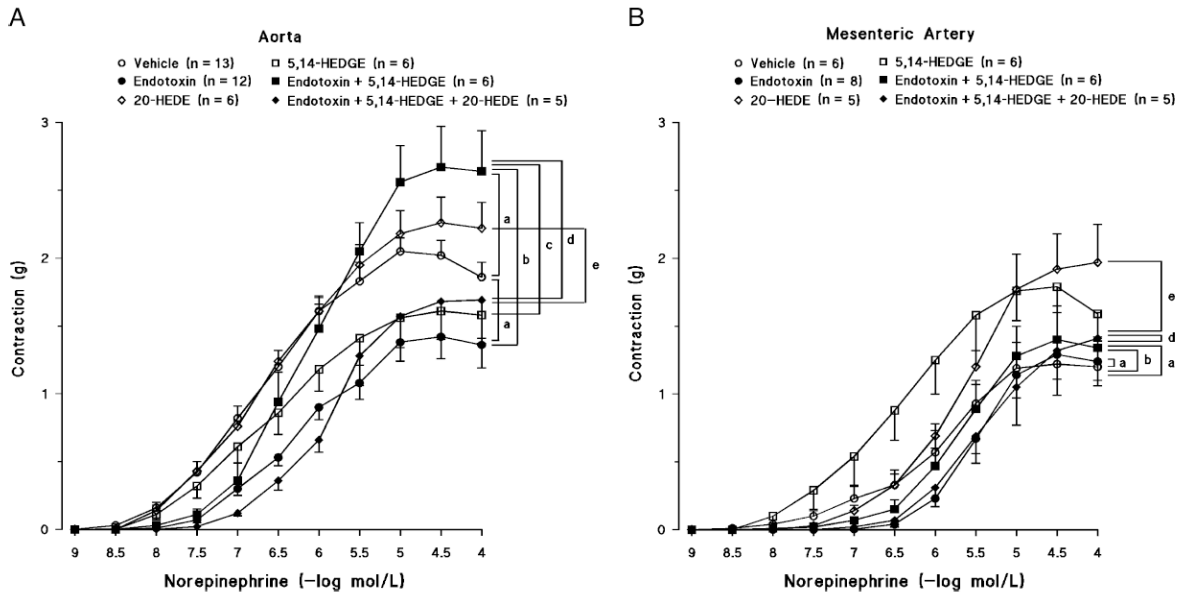 A
Aorta
Vehicle (n = 13)
5,14-HEDGE (n = 6)
Endotoxin (n = 12)
Endotoxin + 5,14-HEDGE (n = 6)
20-HEDE (n = 6)
Endotoxin + 5,14-HEDGE + 20-HEDE (n = 5)
Contraction (g)
3
2
1
0
a
b
c
d
e
a
9 8.5 8 7.5 7 6.5 6 5.5 5 4.5 4
Norepinephrine (-log mol/L)
B
Mesenteric Artery
Vehicle (n = 6)
5,14-HEDGE (n = 6)
Endotoxin (n = 8)
Endotoxin + 5,14-HEDGE (n = 6)
20-HEDE (n = 5)
Endotoxin + 5,14-HEDGE + 20-HEDE (n = 5)
Contraction (g)
3
2
1
0
e
d
a b a
9 8.5 8 7.5 7 6.5 6 5.5 5 4.5 4
Norepinephrine (-log mol/L)